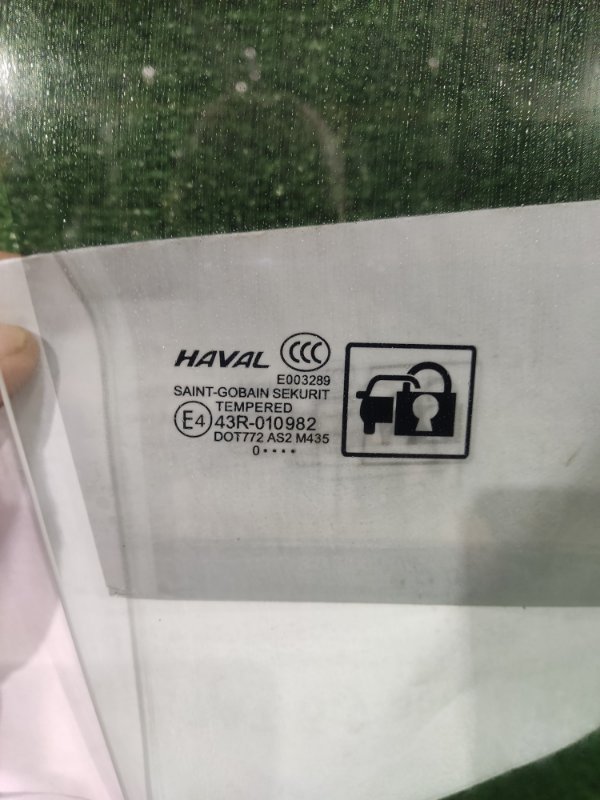 HAVAL CCC
E003289
SAINT-GOBAIN SEKURIT
TEMPERED
E4 43R-010982
DOT772 AS2 M435
0••••